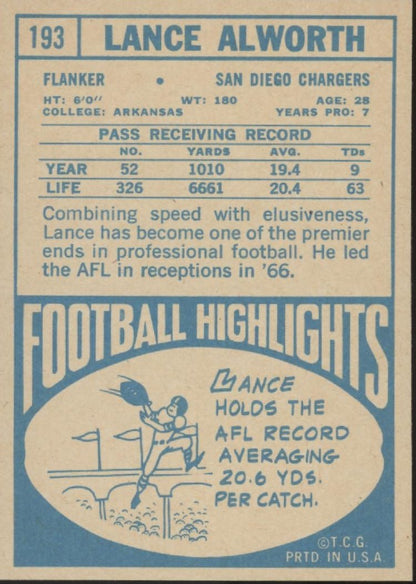 193 LANCE ALWORTH
FLANKER • SAN DIEGO CHARGERS
HT: 6'0" WT: 180 AGE: 28
COLLEGE: ARKANSAS YEARS PRO: 7
PASS RECEIVING RECORD
NO. YARDS AVG. TDs
YEAR 52 1010 19.4 9
LIFE 326 6661 20.4 63
Combining speed with elusiveness,
Lance has become one of the premier
ends in professional football. He led
the AFL in receptions in '66.
FOOTBALL HIGHLIGHTS
LANCE
HOLDS THE
AFL RECORD
AVERAGING
20.6 YDS.
PER CATCH.
©T.C.G.
PRTD IN U.S.A.